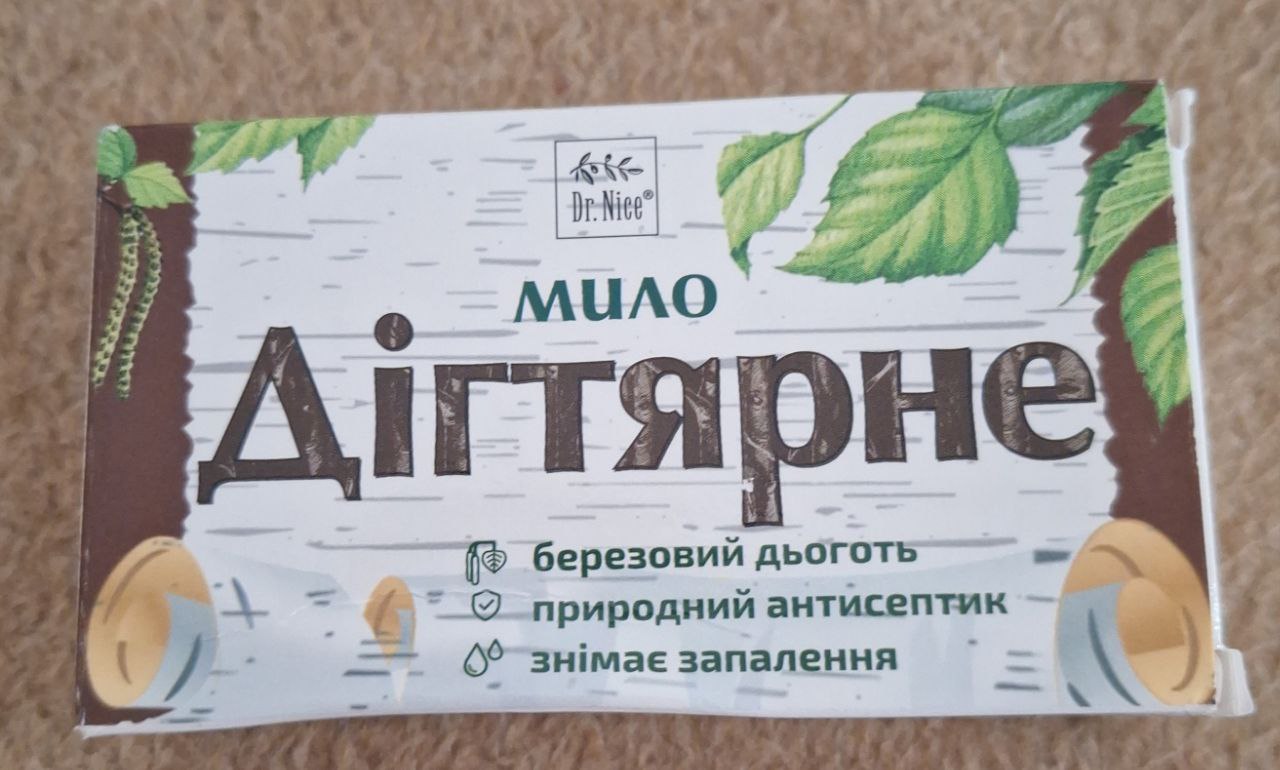 Dr. Nice®
мило
Дігтярне
березовий дьоготь
природний антисептик
знімає запалення